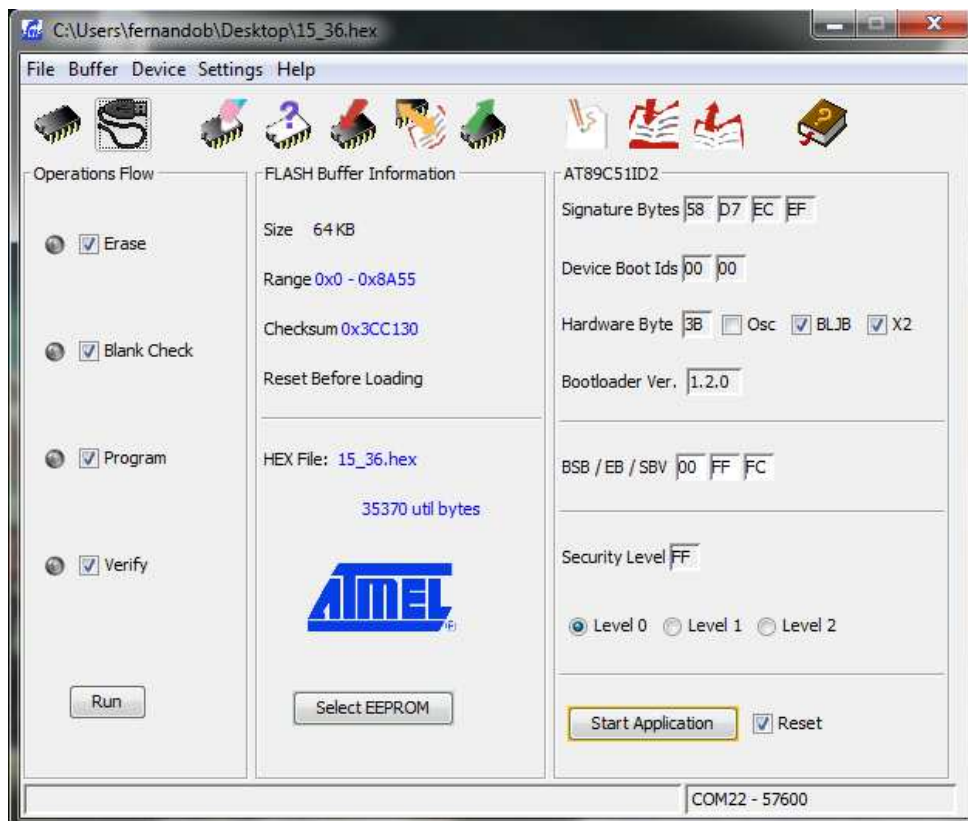 C:\Users\fernandob\Desktop\15_36.hex
File Buffer Device Settings Help
Operations Flow
Erase
Blank Check
Program
Verify
Run
FLASH Buffer Information
Size 64 KB
Range 0x0 - 0x8A55
Checksum 0x3CC130
Reset Before Loading
HEX File: 15_36.hex
35370 util bytes
ATMEL
Select EEPROM
AT89C51ID2
Signature Bytes 58 D7 EC EF
Device Boot Ids 00 00
Hardware Byte 3B Osc BLJB X2
Bootloader Ver. 1.2.0
BSB / EB / SBV 00 FF FC
Security Level FF
Level 0 Level 1 Level 2
Start Application Reset
COM22 - 57600